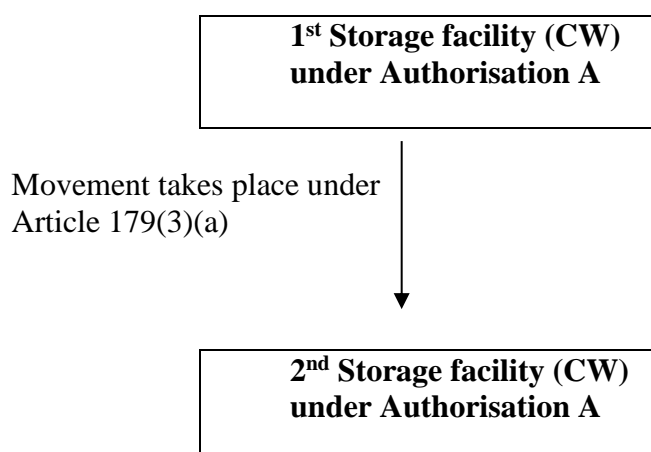 1st Storage facility (CW)
under Authorisation A
Movement takes place under
Article 179(3)(a)
2nd Storage facility (CW)
under Authorisation A